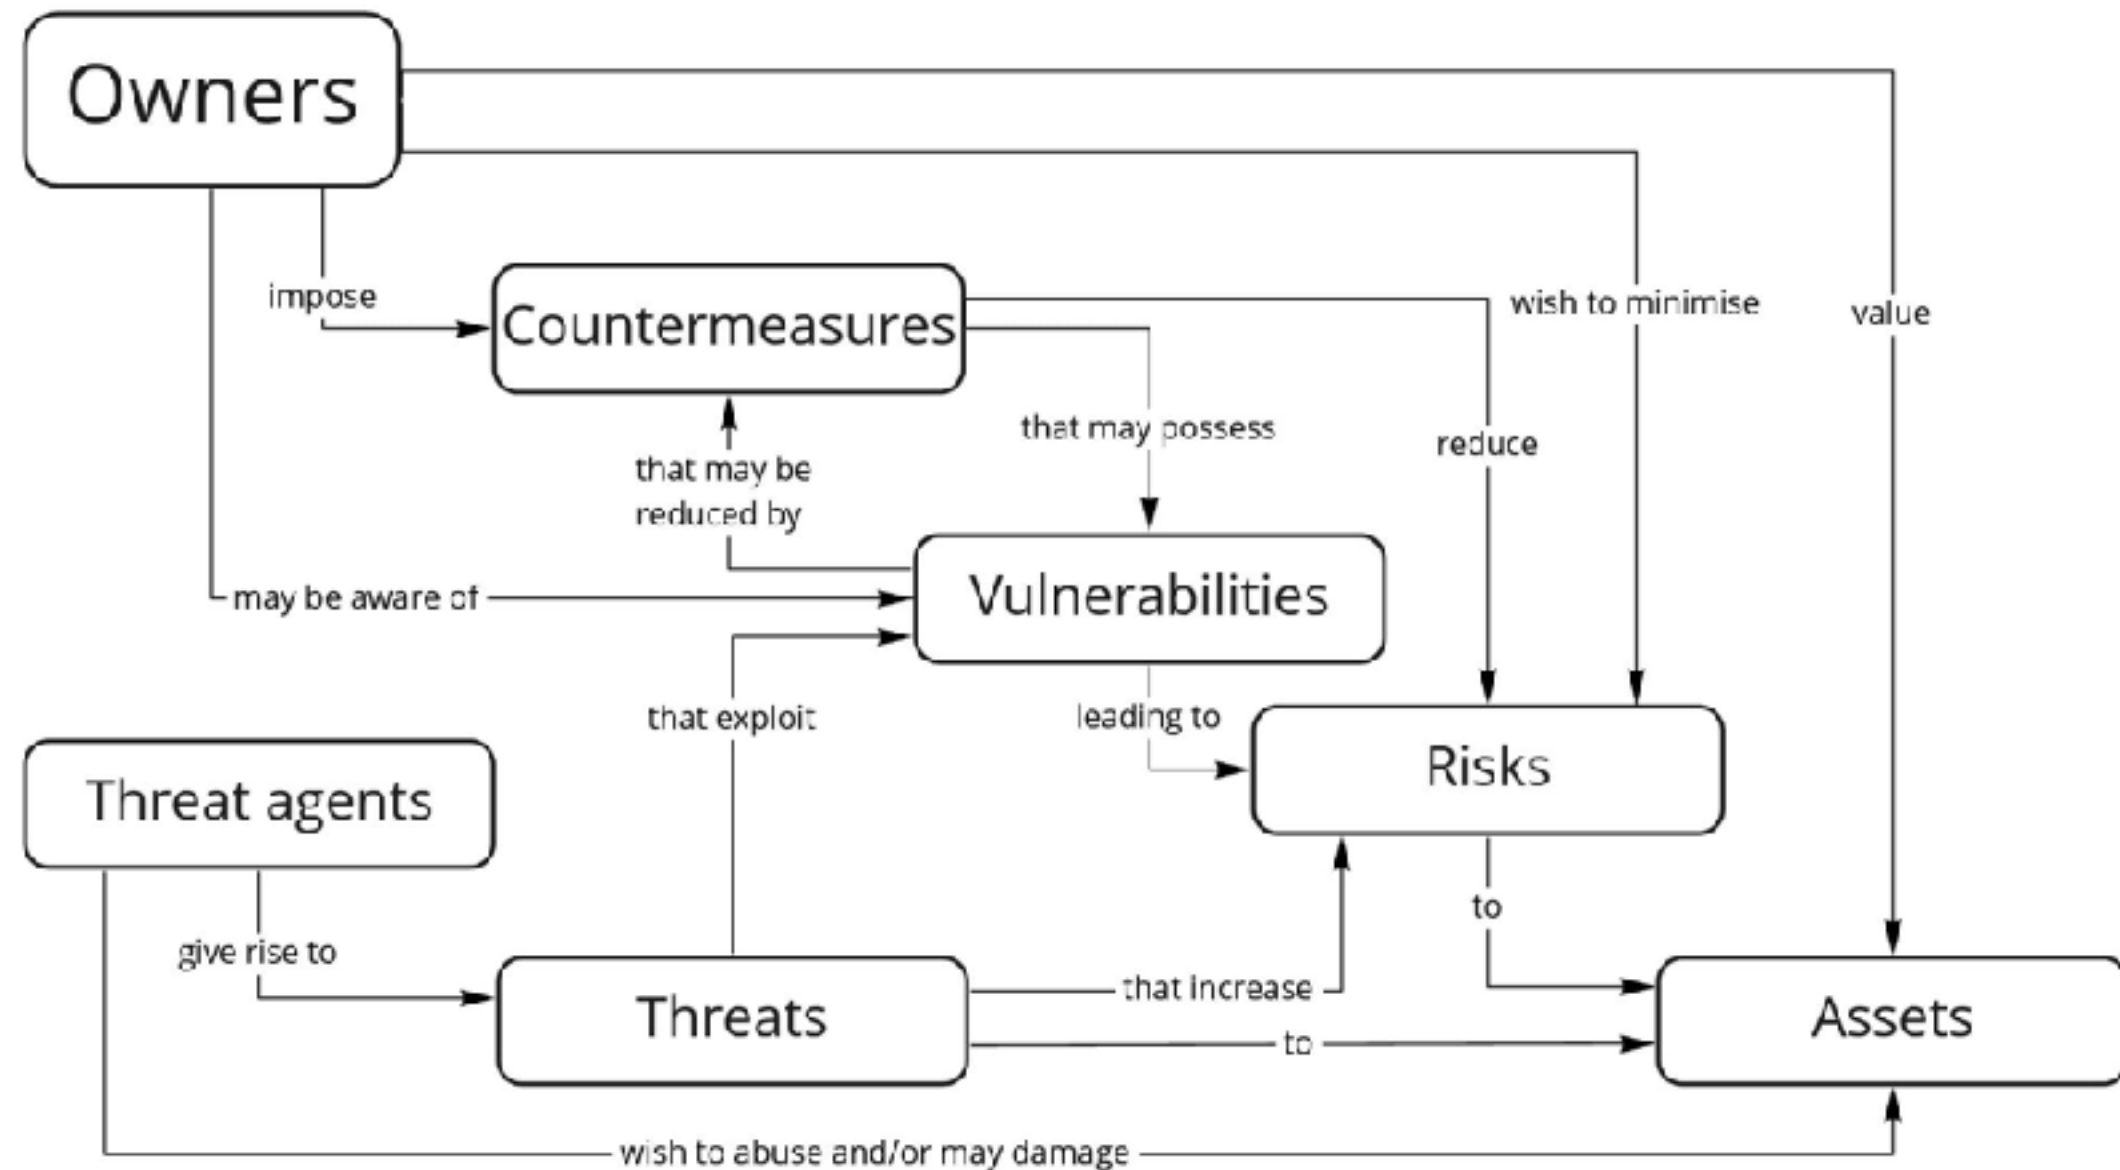 Owners
impose
Countermeasures
wish to minimise
value
that may possess
reduce
that may be
reduced by
may be aware of
Vulnerabilities
that exploit
leading to
Risks
Threat agents
to
give rise to
that increase
Threats
to
Assets
wish to abuse and/or may damage